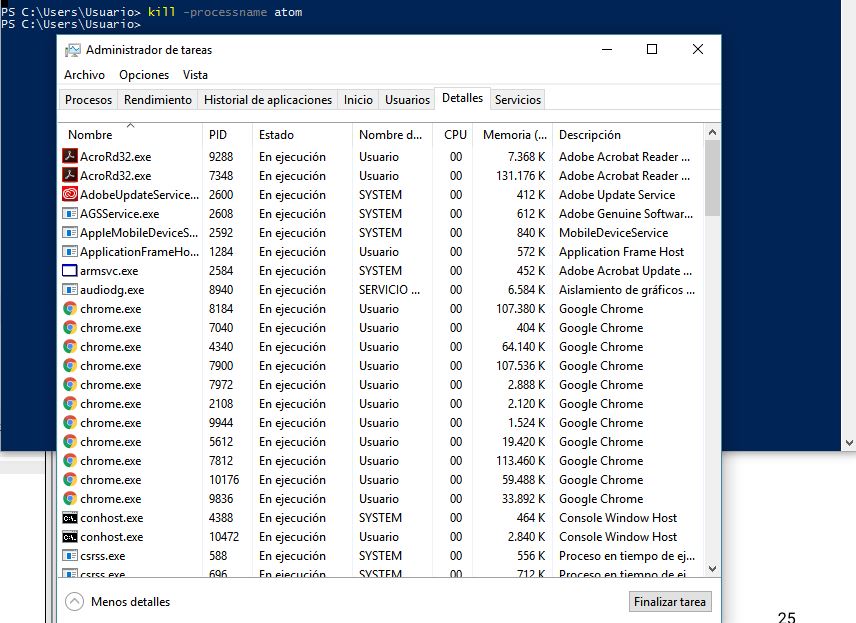 PS C:\Users\Usuario> kill -processname atom
PS C:\Users\Usuario>
Administrador de tareas
Archivo Opciones Vista
Procesos Rendimiento Historial de aplicaciones Inicio Usuarios Detalles Servicios
Nombre PID Estado Nombre d... CPU Memoria (... Descripción
AcroRd32.exe 9288 En ejecución Usuario 00 7.368 K Adobe Acrobat Reader ...
AcroRd32.exe 7348 En ejecución Usuario 00 131.176 K Adobe Acrobat Reader ...
AdobeUpdateService... 2600 En ejecución SYSTEM 00 412 K Adobe Update Service
AGSService.exe 2608 En ejecución SYSTEM 00 612 K Adobe Genuine Softwar...
AppleMobileDeviceS... 2592 En ejecución SYSTEM 00 840 K MobileDeviceService
ApplicationFrameHo... 1284 En ejecución Usuario 00 572 K Application Frame Host
armsvc.exe 2584 En ejecución SYSTEM 00 452 K Adobe Acrobat Update ...
audiodg.exe 8940 En ejecución SERVICIO ... 00 6.584 K Aislamiento de gráficos ...
chrome.exe 8184 En ejecución Usuario 00 107.380 K Google Chrome
chrome.exe 7040 En ejecución Usuario 00 404 K Google Chrome
chrome.exe 4340 En ejecución Usuario 00 64.140 K Google Chrome
chrome.exe 7900 En ejecución Usuario 00 107.536 K Google Chrome
chrome.exe 7972 En ejecución Usuario 00 2.888 K Google Chrome
chrome.exe 2108 En ejecución Usuario 00 2.120 K Google Chrome
chrome.exe 9944 En ejecución Usuario 00 1.524 K Google Chrome
chrome.exe 5612 En ejecución Usuario 00 19.420 K Google Chrome
chrome.exe 7812 En ejecución Usuario 00 113.460 K Google Chrome
chrome.exe 10176 En ejecución Usuario 00 59.488 K Google Chrome
chrome.exe 9836 En ejecución Usuario 00 33.892 K Google Chrome
conhost.exe 4388 En ejecución SYSTEM 00 464 K Console Window Host
conhost.exe 10472 En ejecución Usuario 00 2.840 K Console Window Host
csrss.exe 588 En ejecución SYSTEM 00 556 K Proceso en tiempo de ej...
csrss.exe 696 En ejecución SYSTEM 00 712 K Proceso en tiempo de ej...
Menos detalles Finalizar tarea
25